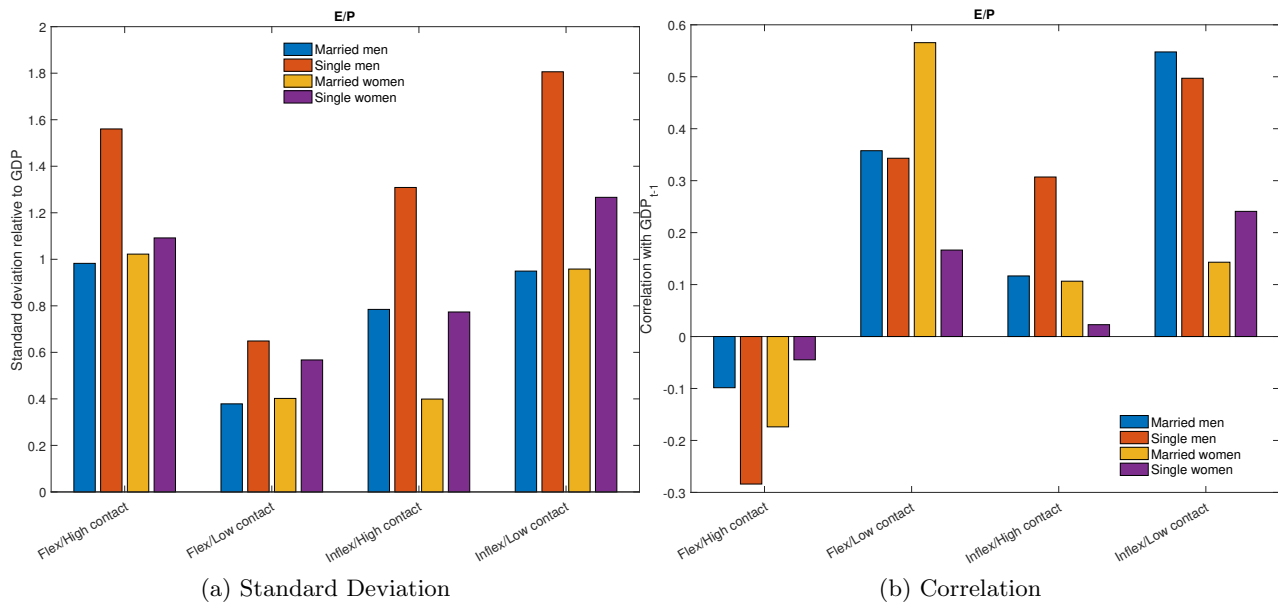 E/P
Standard deviation relative to GDP
2
1.8
1.6
1.4
1.2
1
0.8
0.6
0.4
0.2
0
Married men
Single men
Married women
Single women
Flex/High contact
Flex/Low contact
Inflex/High contact
Inflex/Low contact
(a) Standard Deviation
E/P
Correlation with GDP_{t-1}
0.6
0.5
0.4
0.3
0.2
0.1
0
-0.1
-0.2
-0.3
Married men
Single men
Married women
Single women
Flex/High contact
Flex/Low contact
Inflex/High contact
Inflex/Low contact
(b) Correlation